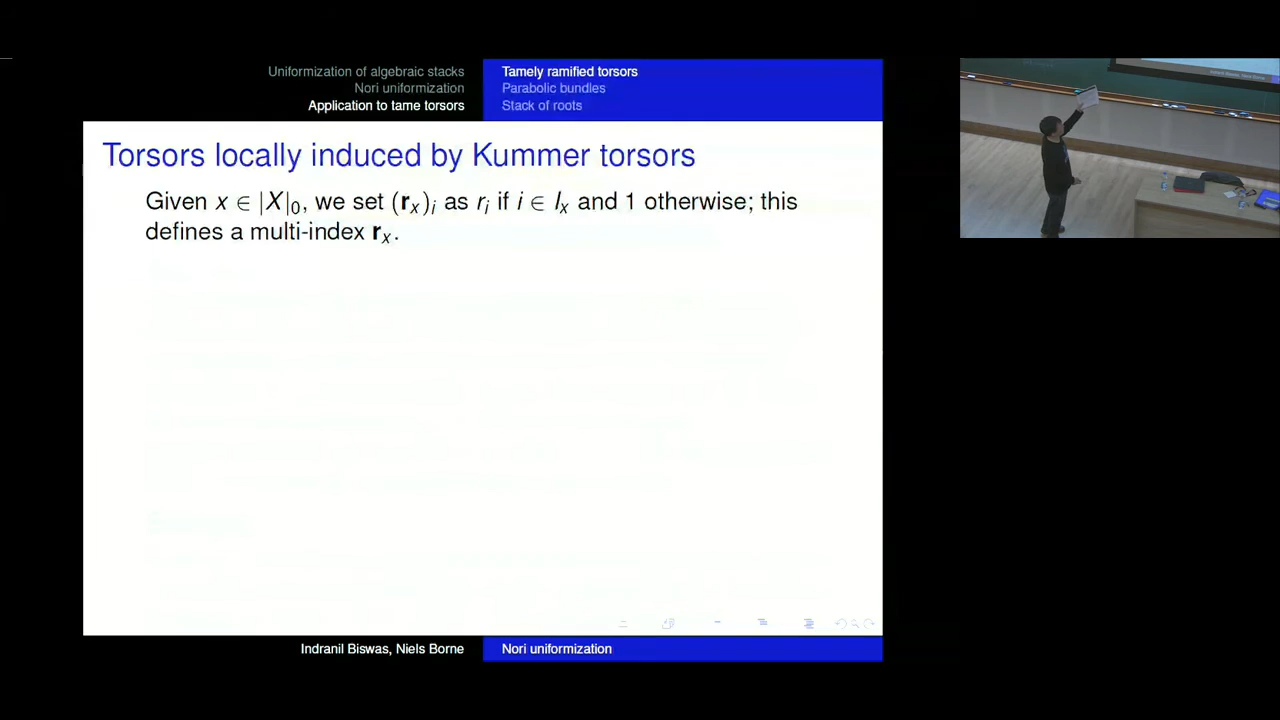 Uniformization of algebraic stacks
Nori uniformization
Application to tame torsors
Tamely ramified torsors
Parabolic bundles
Stack of roots
Torsors locally induced by Kummer torsors
Given x ∈ |X|₀, we set (𝐫ₓ)ᵢ as rᵢ if i ∈ Iₓ and 1 otherwise; this
defines a multi-index 𝐫ₓ.
Indranil Biswas, Niels Borne
Nori uniformization